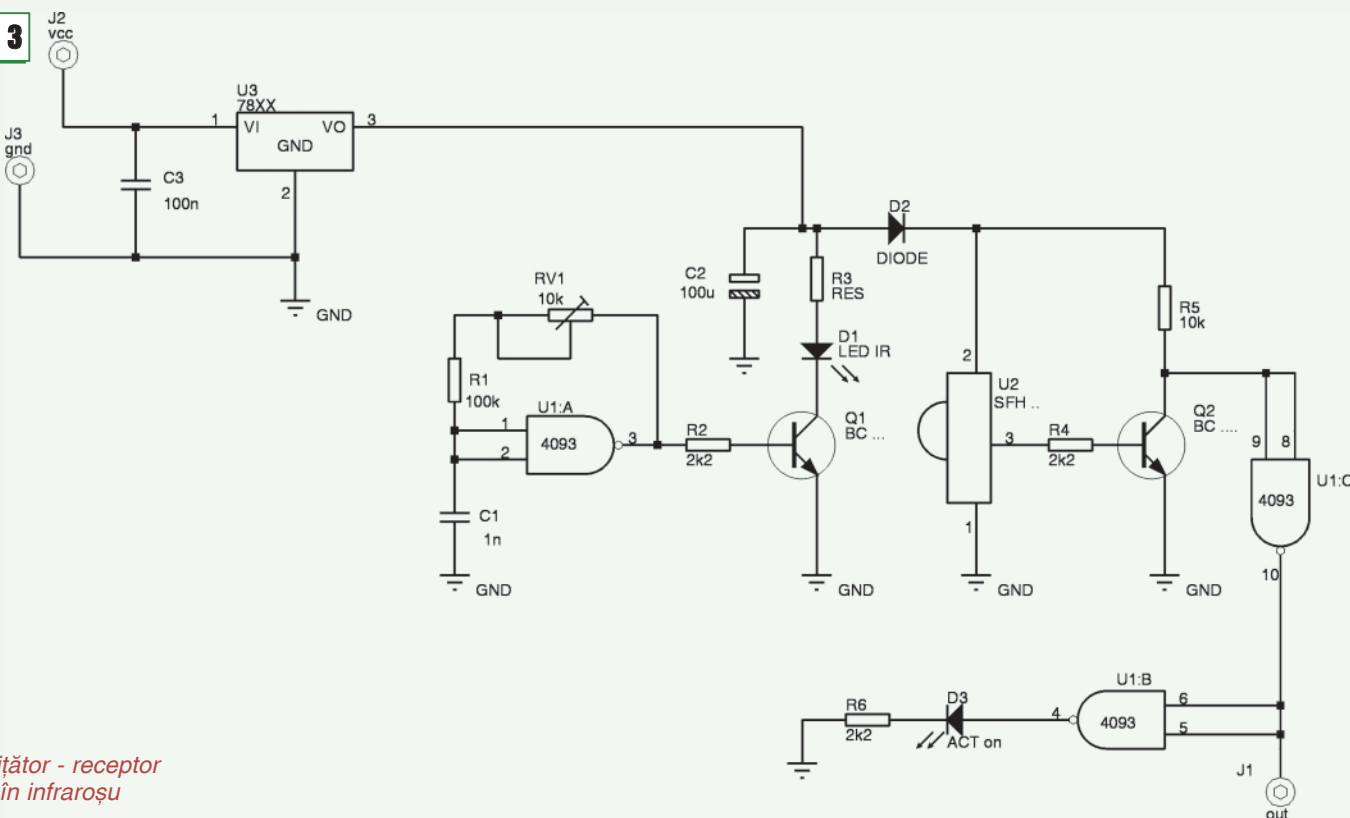 3
J2
vcc
J3
gnd
U3
78XX
1
VI
VO
3
GND
2
C3
100n
GND
D2
DIODE
RV1
10k
C2
100u
R3
RES
R5
10k
D1
LED IR
2
R1
100k
U2
SFH ..
Q1
BC ...
Q2
BC ....
U1:A
1
2
4093
3
R2
2k2
3
R4
2k2
9
8
4093
C1
1n
1
10
GND
GND
GND
GND
U1:B
R6
2k2
D3
ACT on
4
4093
6
5
J1
out
ițător - receptor
în infraroșu